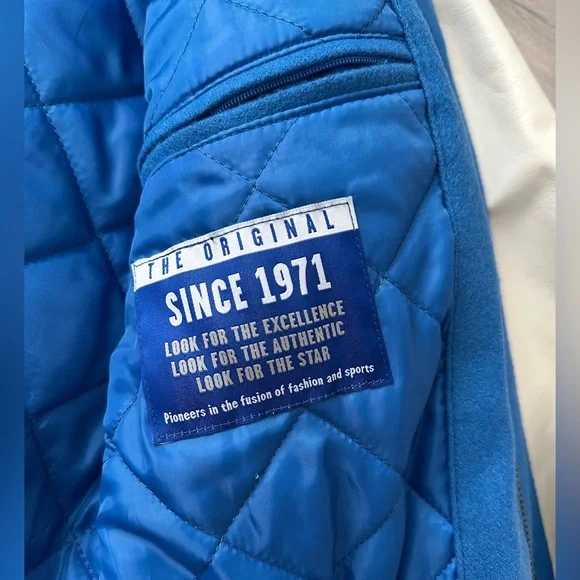 THE ORIGINAL
SINCE 1971
LOOK FOR THE EXCELLENCE
LOOK FOR THE AUTHENTIC
LOOK FOR THE STAR
Pioneers in the fusion of fashion and sports